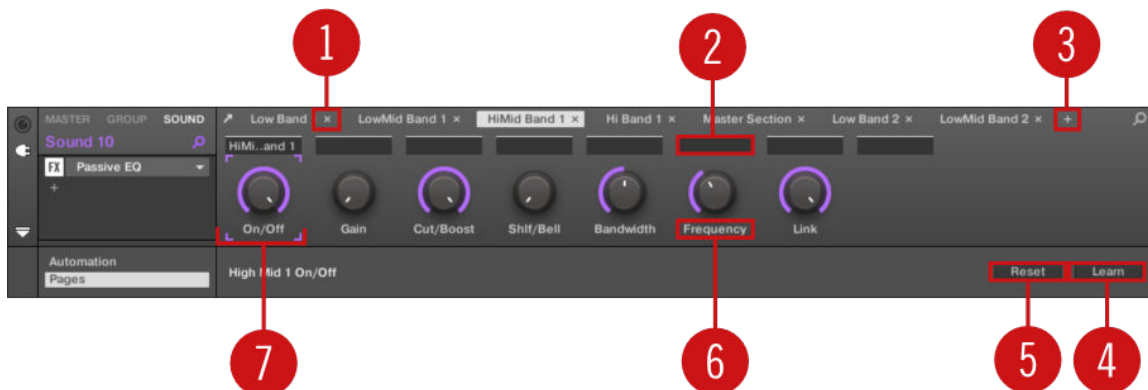 1 2 3
MASTER GROUP SOUND Low Band × LowMid Band 1 × HiMid Band 1 × Hi Band 1 × Master Section × Low Band 2 × LowMid Band 2 × +
Sound 10 HiMi..and 1
FX Passive EQ
+
On/Off Gain Cut/Boost Shlf/Bell Bandwidth Frequency Link
Automation
Pages
High Mid 1 On/Off Reset Learn
7 6 5 4